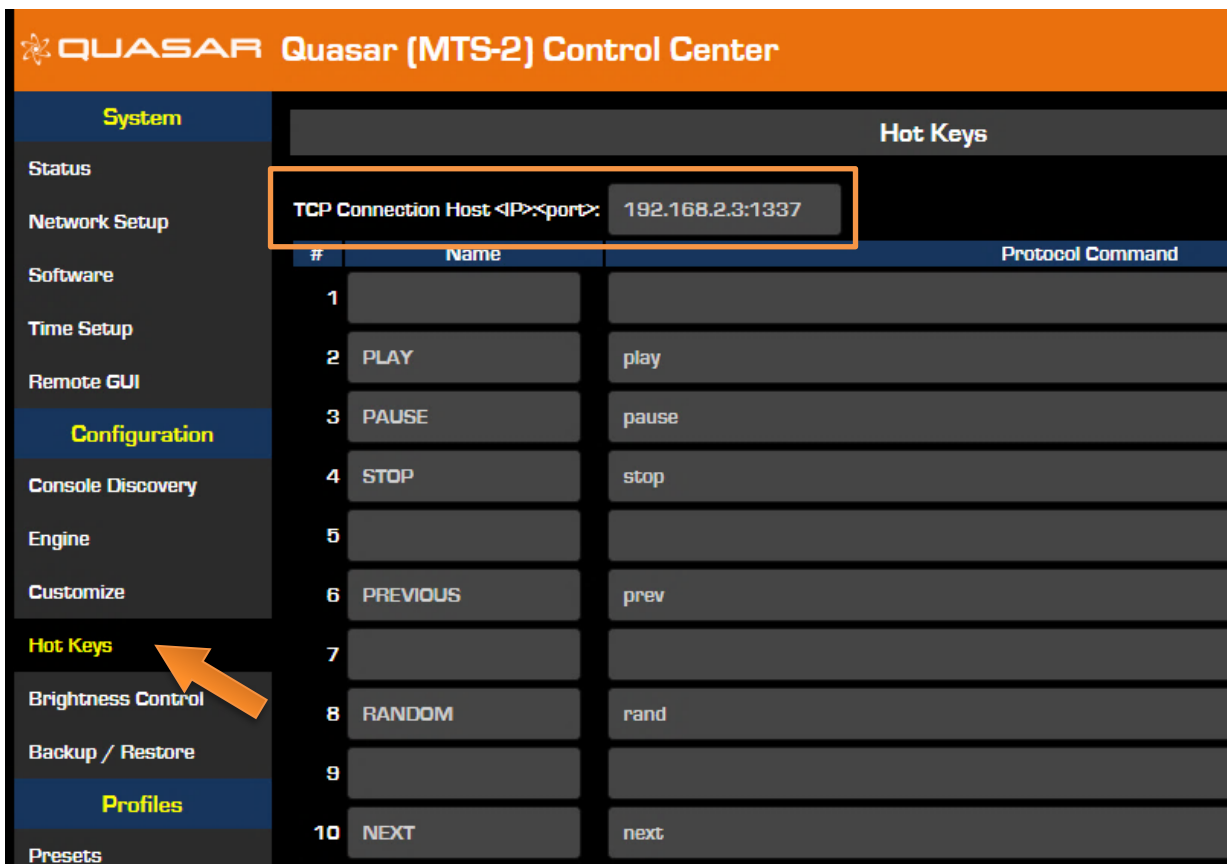 QUASAR Quasar (MTS-2) Control Center
System
Status
Network Setup
Software
Time Setup
Remote GUI
Configuration
Console Discovery
Engine
Customize
Hot Keys
Brightness Control
Backup / Restore
Profiles
Presets
Hot Keys
TCP Connection Host <IP>:<port>: 192.168.2.3:1337
# Name Protocol Command
1
2 PLAY play
3 PAUSE pause
4 STOP stop
5
6 PREVIOUS prev
7
8 RANDOM rand
9
10 NEXT next